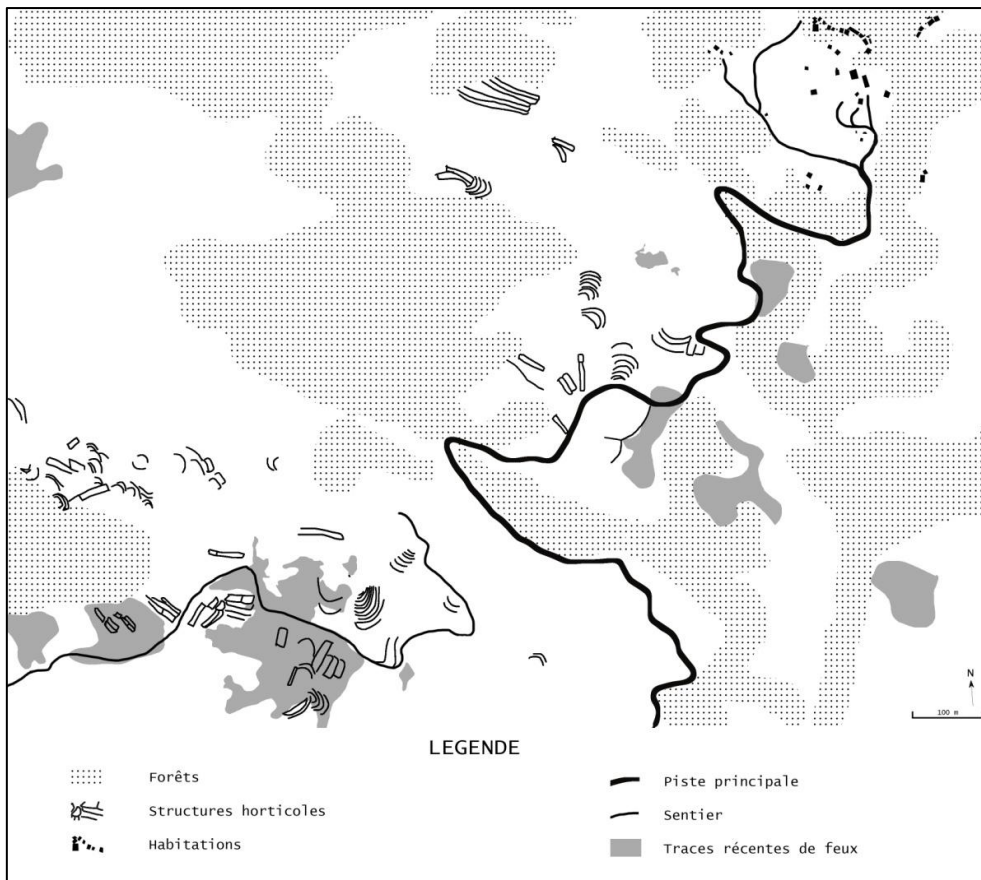 N
100 m
LEGENDE
Forêts
Structures horticoles
Habitations
Piste principale
Sentier
Traces récentes de feux